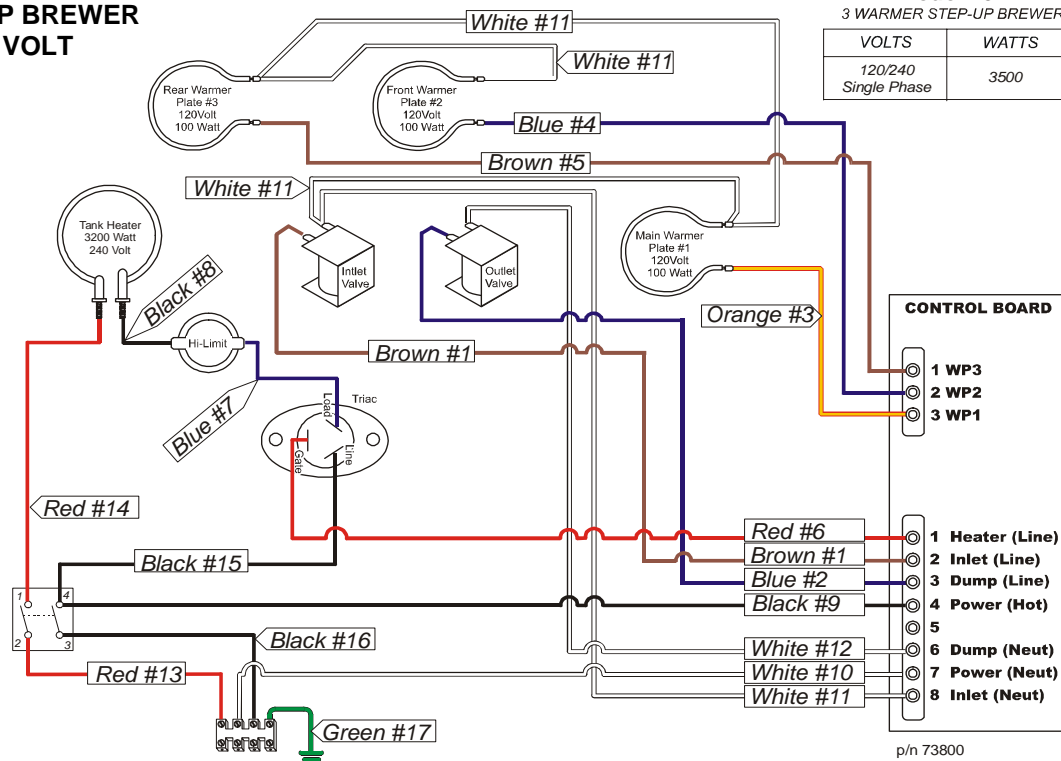 P BREWER
VOLT
3 WARMER STEP-UP BREWER
VOLTS WATTS
120/240
Single Phase
3500
White #11
White #11
Rear Warmer
Plate #3
120Volt
100 Watt
Front Warmer
Plate #2
120Volt
100 Watt
Blue #4
Brown #5
White #11
Tank Heater
3200 Watt
240 Volt
Intlet
Valve
Outlet
Valve
Main Warmer
Plate #1
120Volt
100 Watt
Black #8
Hi-Limit
Orange #3
Brown #1
Blue #7
Triac
Load
Line
Gate
CONTROL BOARD
1 WP3
2 WP2
3 WP1
Red #14
Red #6
Brown #1
Blue #2
Black #9
1 Heater (Line)
2 Inlet (Line)
3 Dump (Line)
4 Power (Hot)
5
6 Dump (Neut)
7 Power (Neut)
8 Inlet (Neut)
Black #15
1
4
2
3
Black #16
White #12
White #10
White #11
Red #13
Green #17
p/n 73800